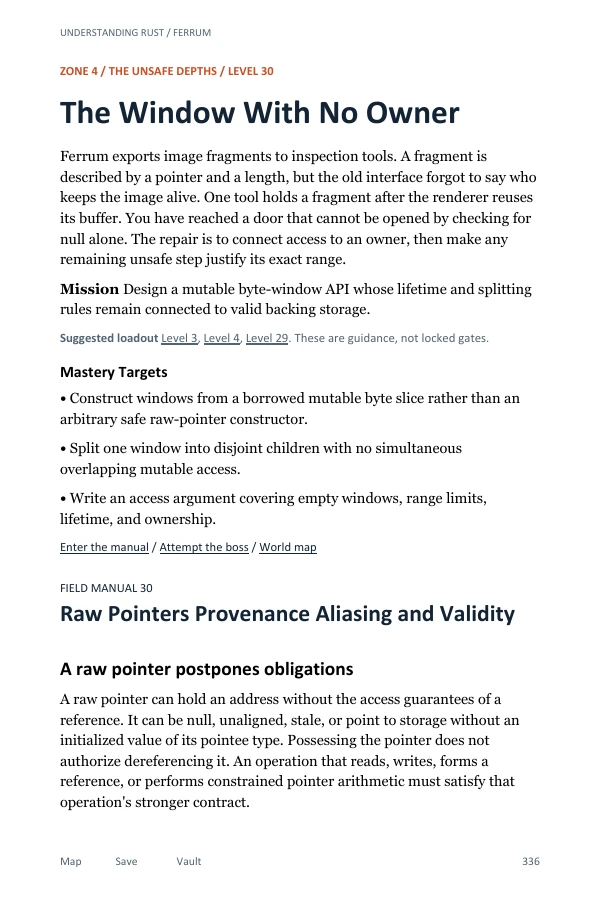 UNDERSTANDING RUST / FERRUM
ZONE 4 / THE UNSAFE DEPTHS / LEVEL 30
The Window With No Owner
Ferrum exports image fragments to inspection tools. A fragment is
described by a pointer and a length, but the old interface forgot to say who
keeps the image alive. One tool holds a fragment after the renderer reuses
its buffer. You have reached a door that cannot be opened by checking for
null alone. The repair is to connect access to an owner, then make any
remaining unsafe step justify its exact range.
Mission Design a mutable byte-window API whose lifetime and splitting
rules remain connected to valid backing storage.
Suggested loadout Level 3, Level 4, Level 29. These are guidance, not locked gates.
Mastery Targets
• Construct windows from a borrowed mutable byte slice rather than an
arbitrary safe raw-pointer constructor.
• Split one window into disjoint children with no simultaneous
overlapping mutable access.
• Write an access argument covering empty windows, range limits,
lifetime, and ownership.
Enter the manual / Attempt the boss / World map
FIELD MANUAL 30
Raw Pointers Provenance Aliasing and Validity
A raw pointer postpones obligations
A raw pointer can hold an address without the access guarantees of a
reference. It can be null, unaligned, stale, or point to storage without an
initialized value of its pointee type. Possessing the pointer does not
authorize dereferencing it. An operation that reads, writes, forms a
reference, or performs constrained pointer arithmetic must satisfy that
operation's stronger contract.
Map Save Vault 336